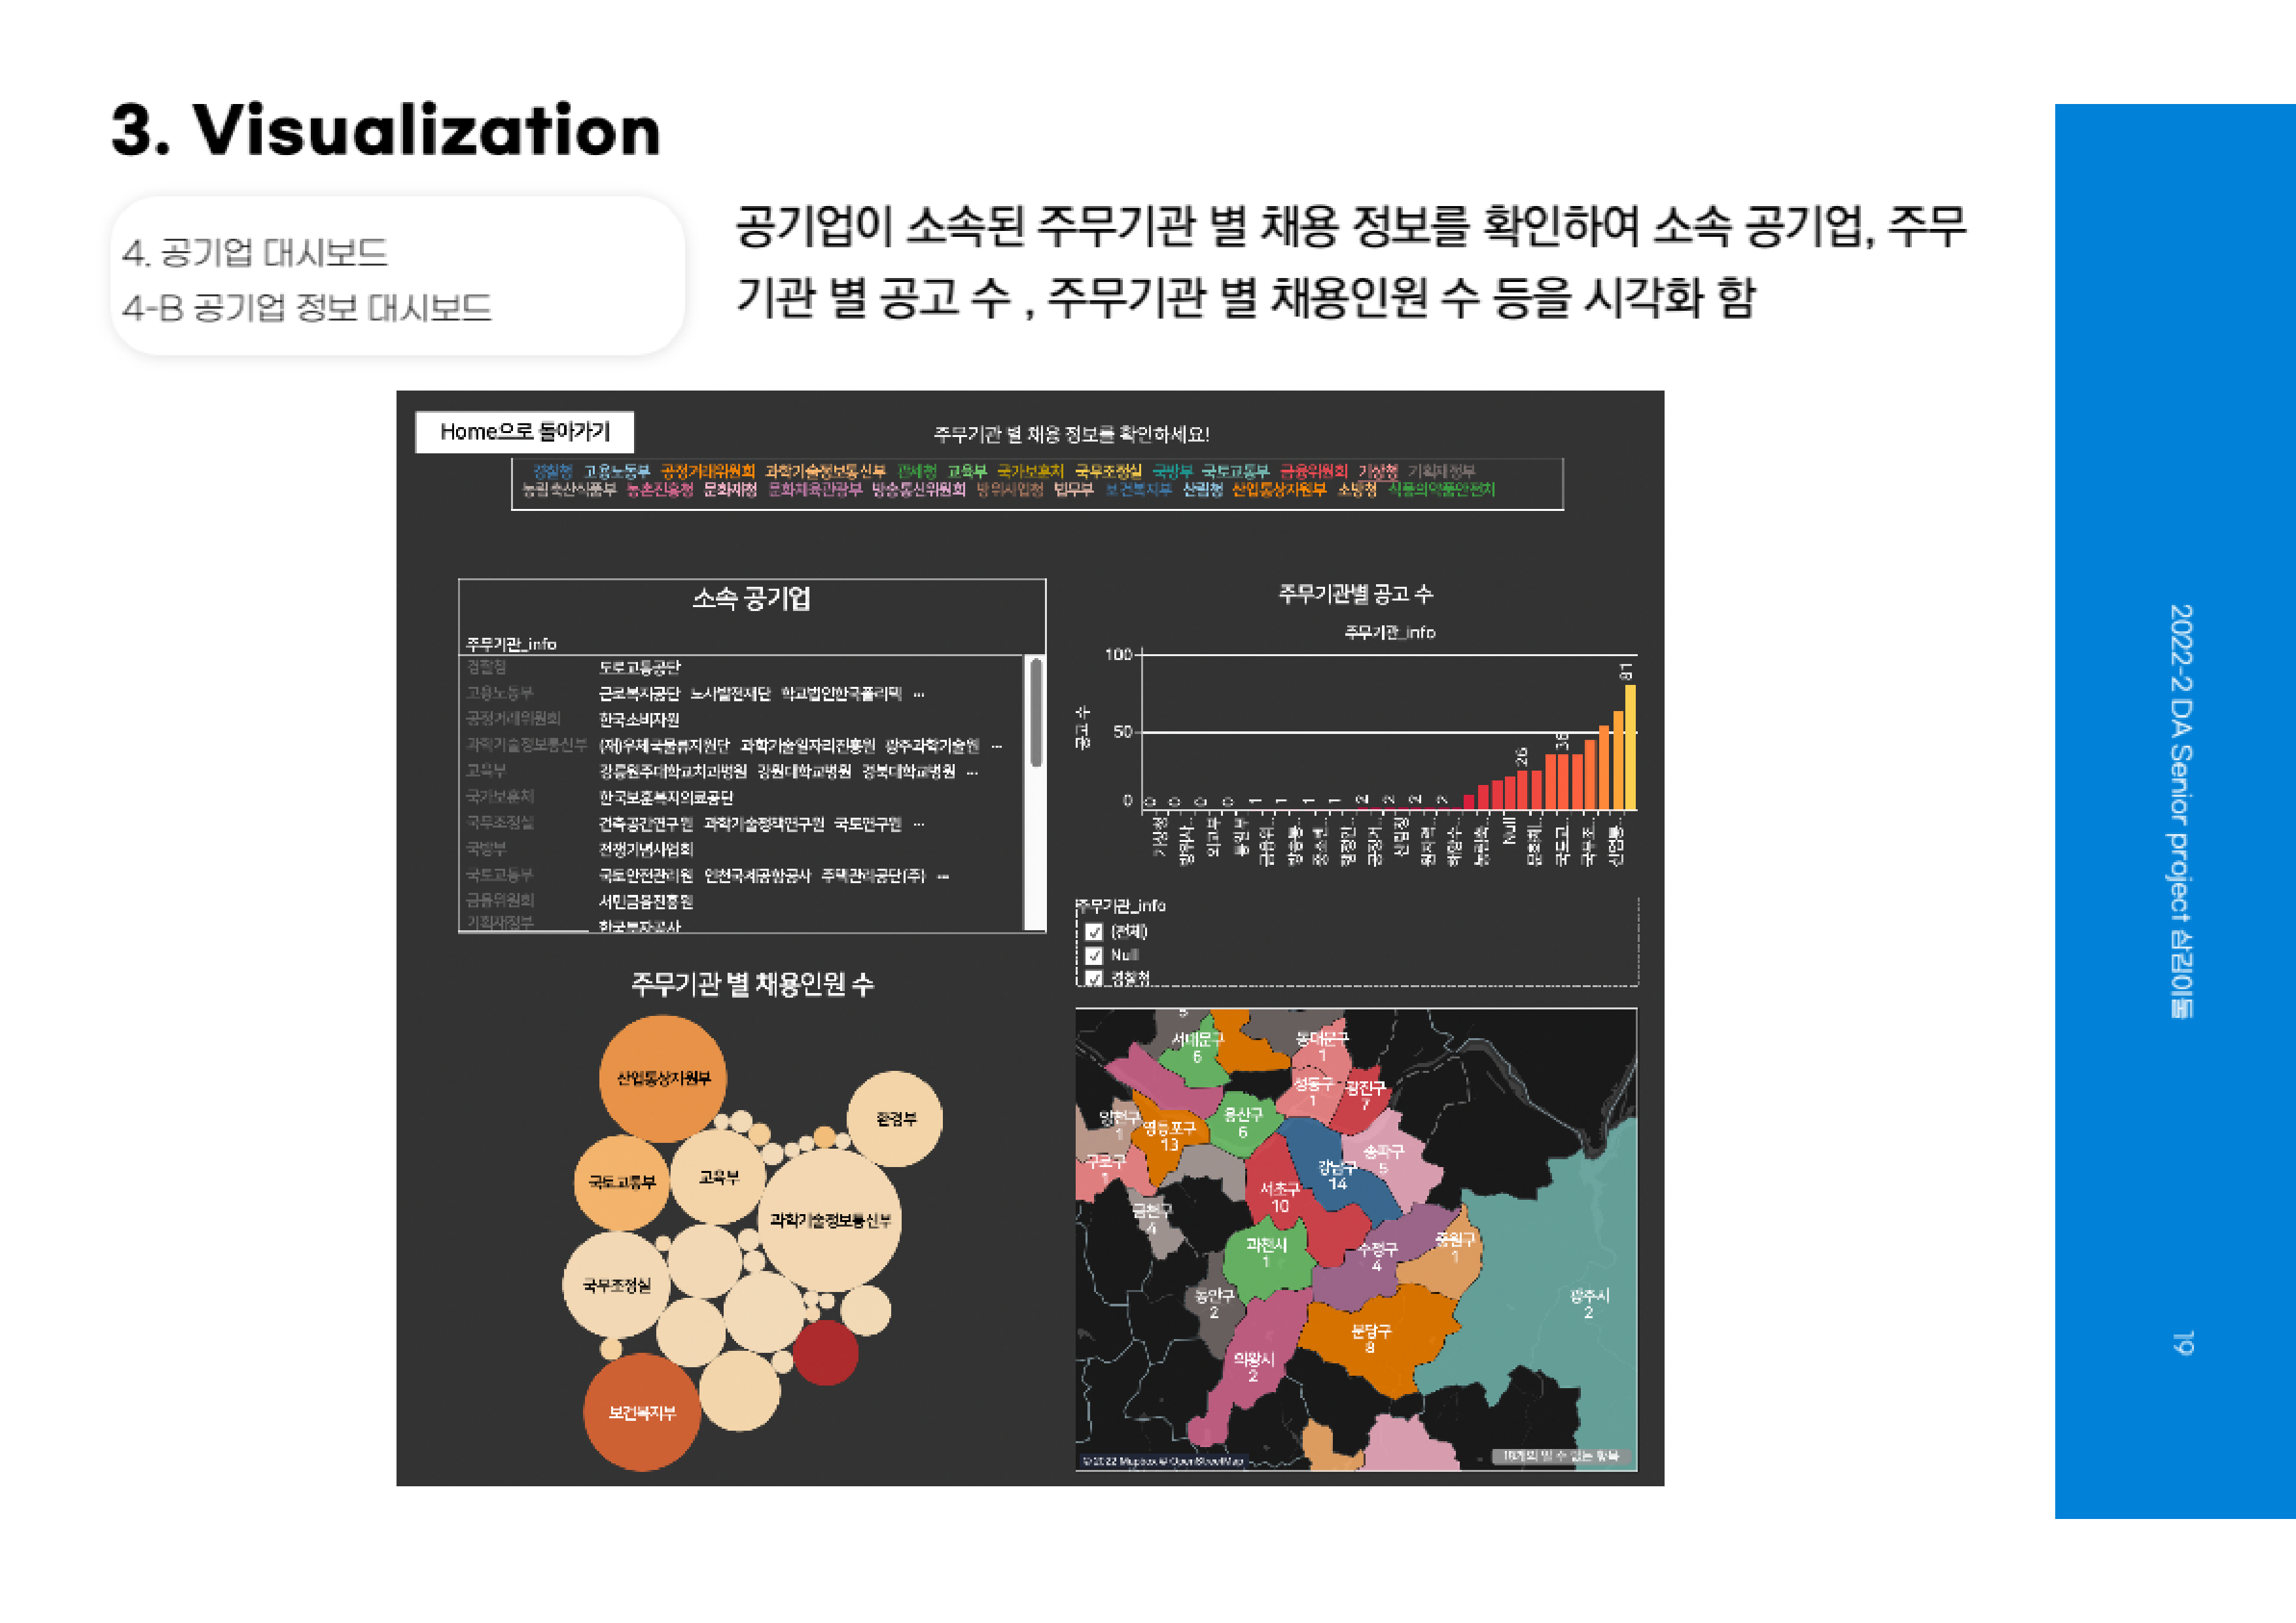 3. Visualization
4. 공기업 대시보드
4-B 공기업 정보 대시보드
공기업이 소속된 주무기관 별 채용 정보를 확인하여 소속 공기업, 주무
기관 별 공고 수 , 주무기관 별 채용인원 수 등을 시각화 함
Home으로 돌아가기
주무기관 별 채용 정보를 확인하세요!
경찰청 고용노동부 공정거래위원회 과학기술정보통신부 관세청 교육부 국가보훈처 국무조정실 국방부 국토교통부 금융위원회 기상청 기획재정부
농림축산식품부 농촌진흥청 문화재청 문화체육관광부 방송통신위원회 방위사업청 법무부 보건복지부 산림청 산업통상자원부 소방청 식품의약품안전처
소속 공기업
주무기관_info
경찰청 도로교통공단
고용노동부 근로복지공단 노사발전재단 학교법인한국폴리텍 ...
공정거래위원회 한국소비자원
과학기술정보통신부 (재)우체국물류지원단 과학기술일자리진흥원 광주과학기술원 ...
교육부 강릉원주대학교치과병원 강원대학교병원 경북대학교병원 ...
국가보훈처 한국보훈복지의료공단
국무조정실 건축공간연구원 과학기술정책연구원 국토연구원 ...
국방부 전쟁기념사업회
국토교통부 국토안전관리원 인천국제공항공사 주택관리공단(주) ...
금융위원회 서민금융진흥원
기획재정부 한국투자공사
주무기관별 공고 수
주무기관_info
공고 수
100
50
0
0 0 0 0 1 1 1 1 2 2 2 2 26 38 81
기상청 방위사.. 외교부 통일부 금융위.. 방송통.. 중소벤.. 행정안.. 공정거.. 산림청 원자력.. 해양수.. 농림축.. Null 문화체.. 국토교.. 국무조.. 산업통..
주무기관_info
(전체)
Null
경찰청
주무기관 별 채용인원 수
산업통상자원부
환경부
국토교통부
교육부
과학기술정보통신부
국무조정실
보건복지부
서대문구
6
동대문구
1
성동구
1
광진구
7
양천구
1
영등포구
13
용산구
6
구로구
1
강남구
14
송파구
5
서초구
10
금천구
4
과천시
1
수정구
4
중원구
1
동안구
2
광주시
2
분당구
8
의왕시
2
© 2022 Mapbox © OpenStreetMap
2022-2 DA Senior project 삼김이들
19